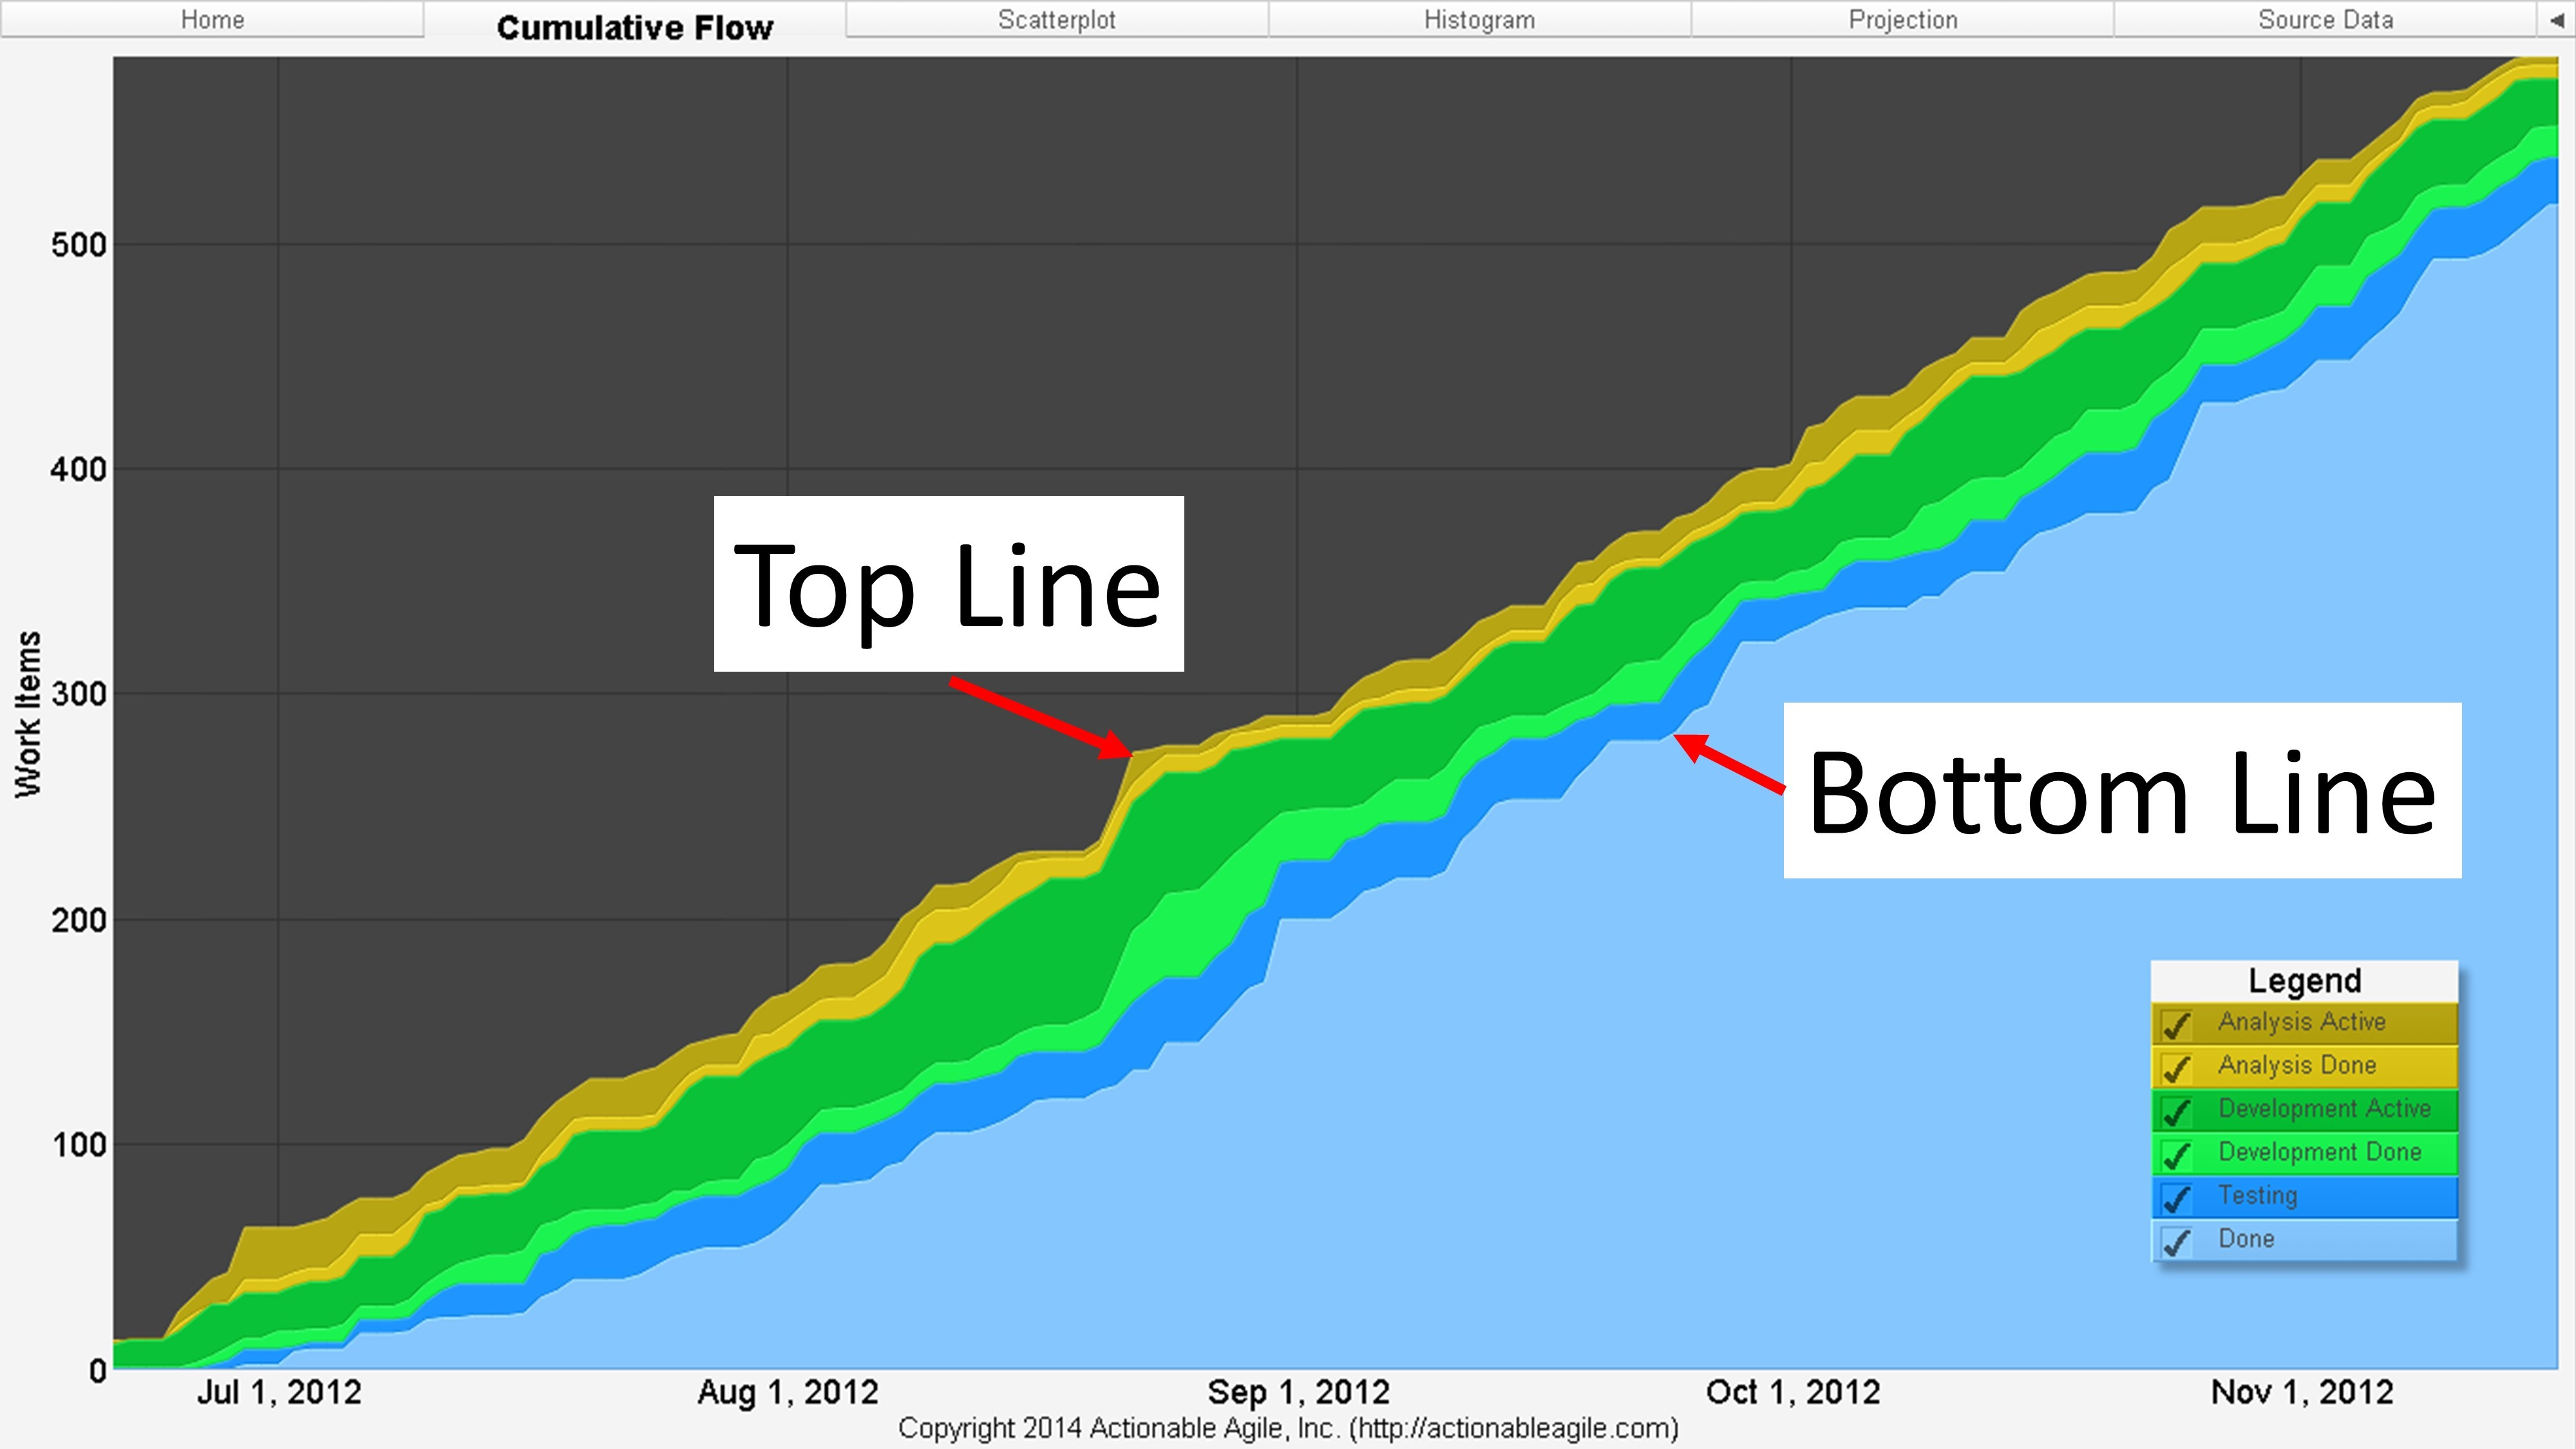 Home
Cumulative Flow
Scatterplot
Histogram
Projection
Source Data
500
400
300
200
100
0
Work Items
Top Line
Bottom Line
Legend
Analysis Active
Analysis Done
Development Active
Development Done
Testing
Done
Jul 1, 2012
Aug 1, 2012
Sep 1, 2012
Oct 1, 2012
Nov 1, 2012
Copyright 2014 Actionable Agile, Inc. (http://actionableagile.com)